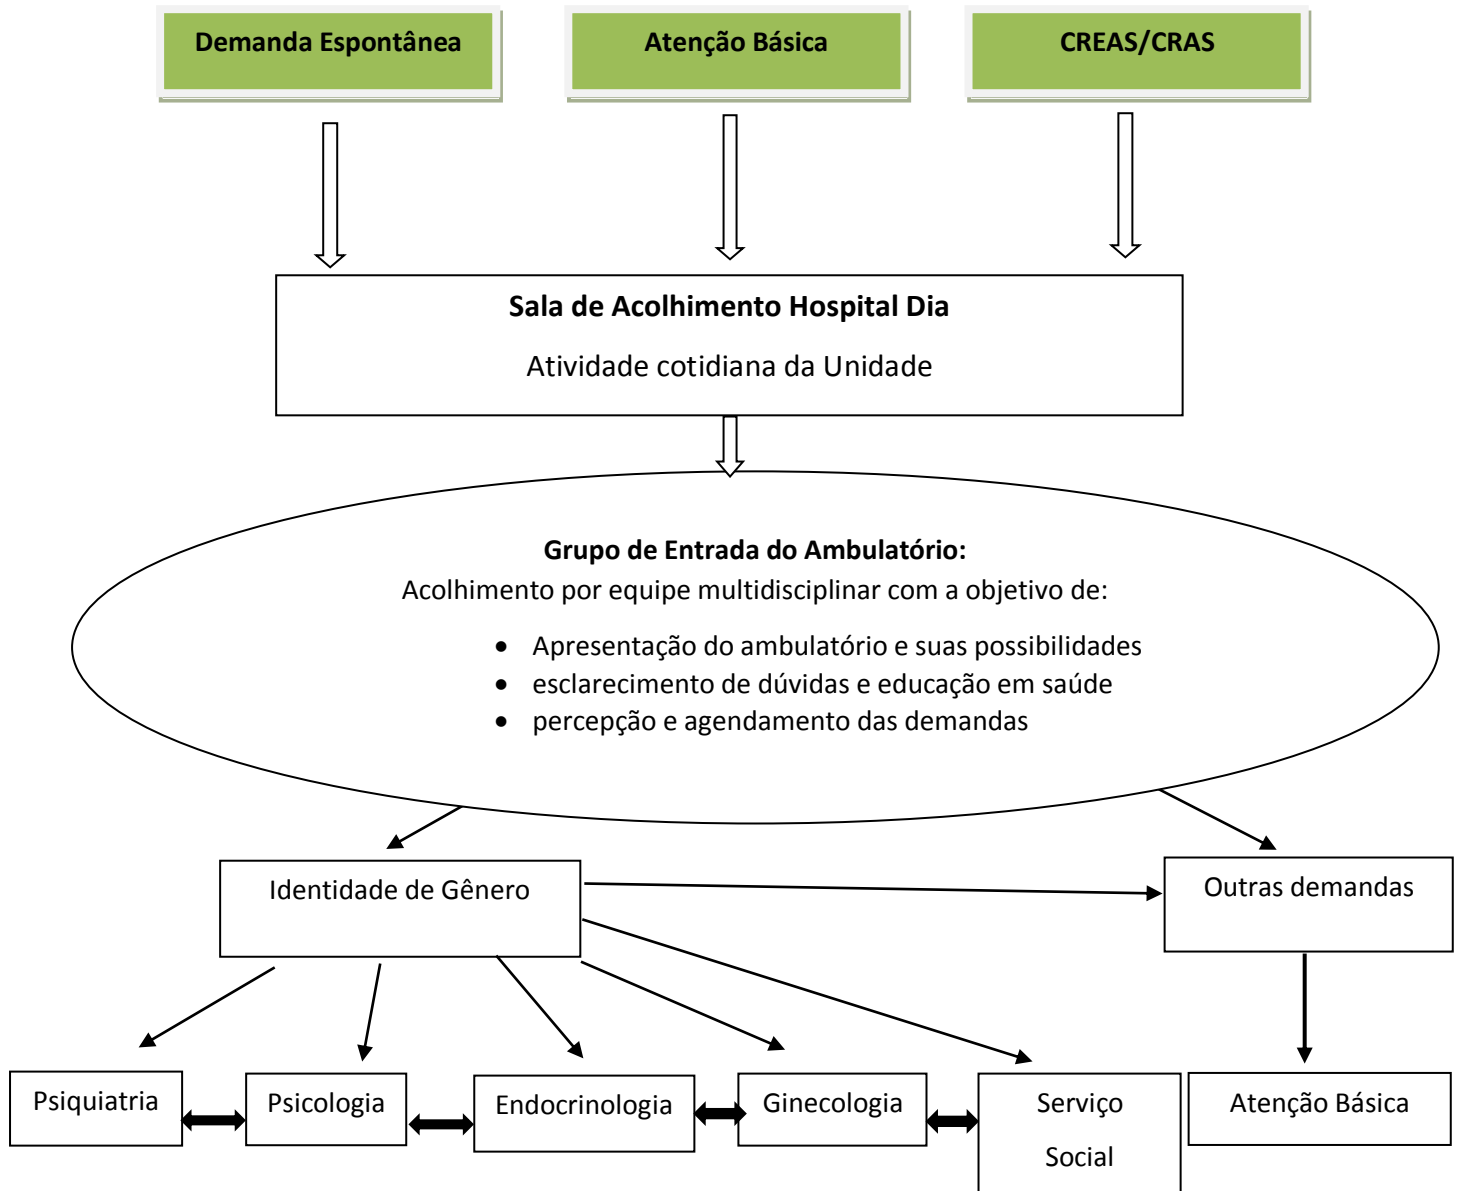 Demanda Espontânea
Atenção Básica
CREAS/CRAS
Sala de Acolhimento Hospital Dia
Atividade cotidiana da Unidade
Grupo de Entrada do Ambulatório:
Acolhimento por equipe multidisciplinar com a objetivo de:
• Apresentação do ambulatório e suas possibilidades
• esclarecimento de dúvidas e educação em saúde
• percepção e agendamento das demandas
Identidade de Gênero
Outras demandas
Psiquiatria
Psicologia
Endocrinologia
Ginecologia
Serviço
Social
Atenção Básica